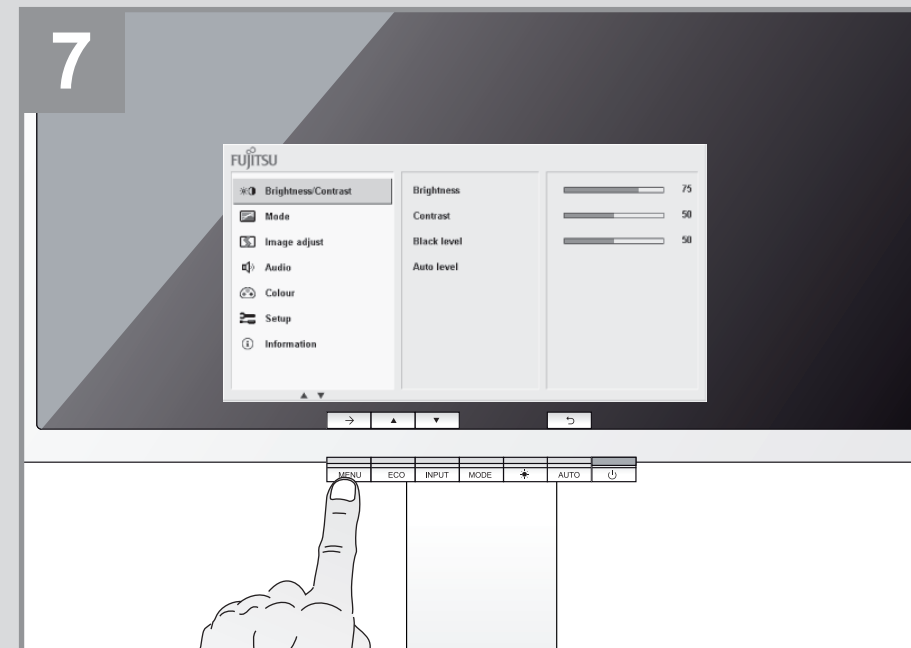 7
FUJITSU
Brightness/Contrast
Mode
Image adjust
Audio
Colour
Setup
Information
Brightness
Contrast
Black level
Auto level
75
50
50
MENU ECO INPUT MODE AUTO